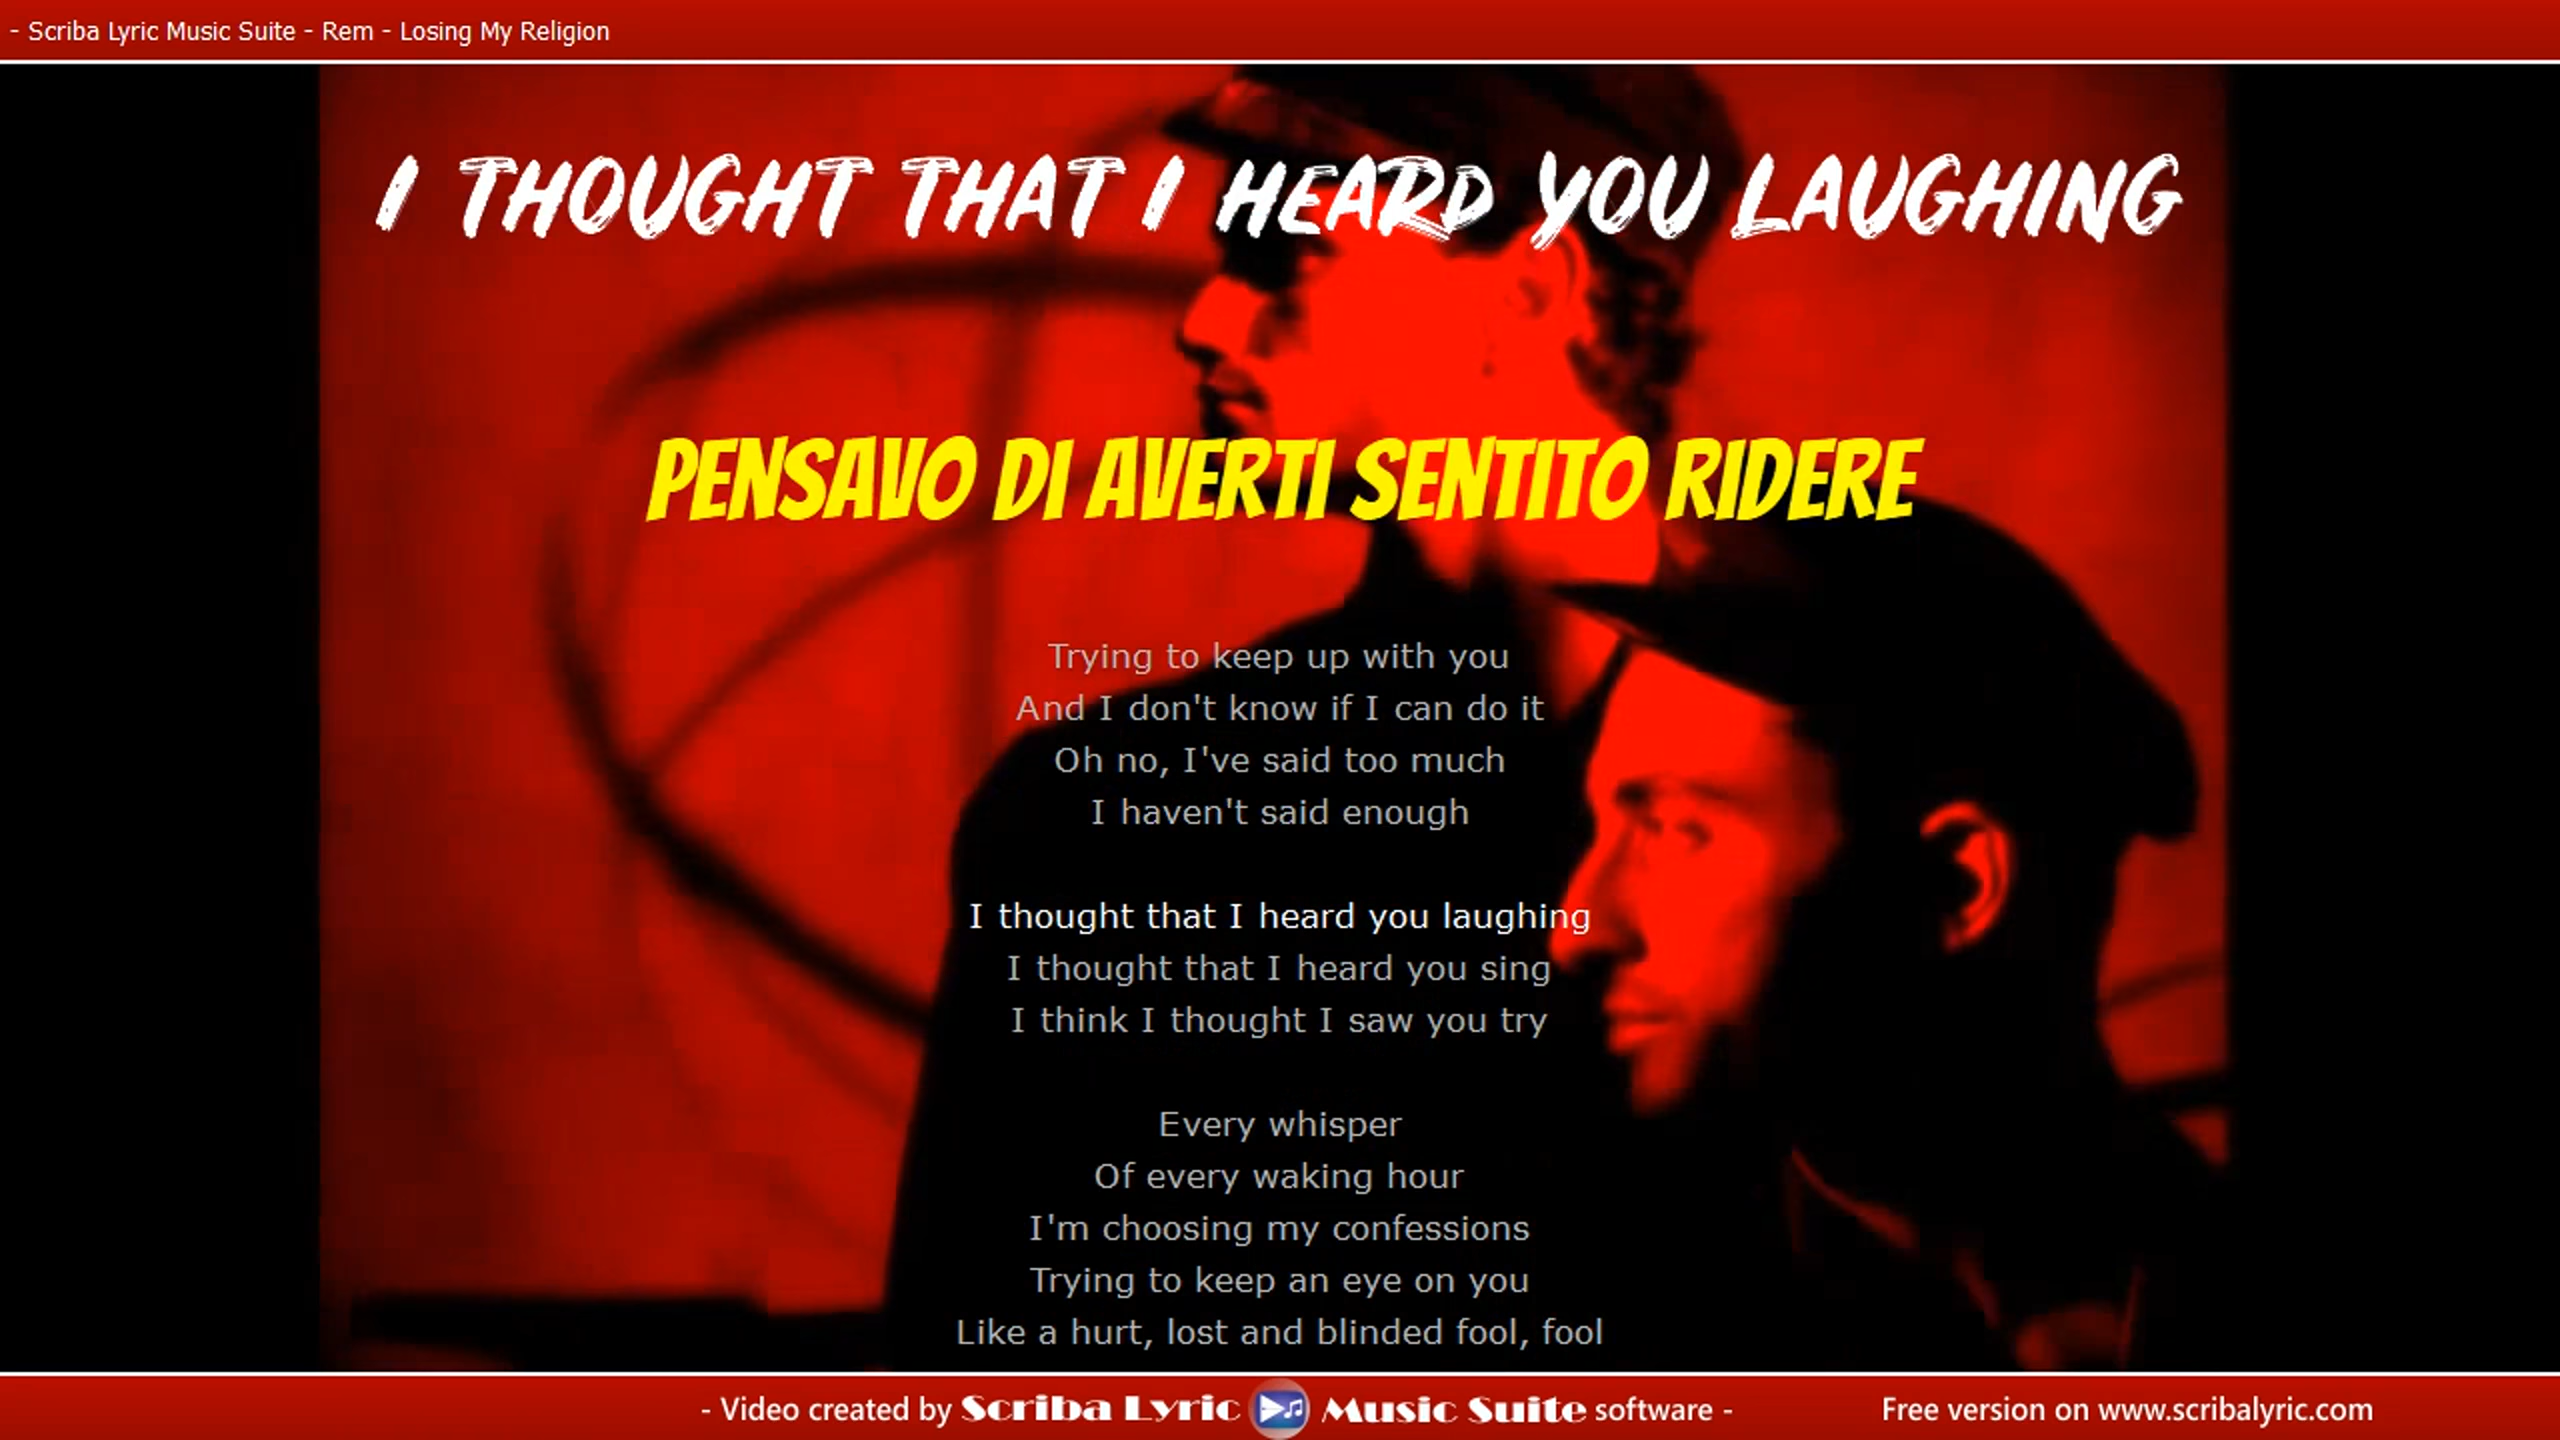 - Scriba Lyric Music Suite - Rem - Losing My Religion
I THOUGHT THAT I HEARD YOU LAUGHING
PENSAVO DI AVERTI SENTITO RIDERE
Trying to keep up with you
And I don't know if I can do it
Oh no, I've said too much
I haven't said enough
I thought that I heard you laughing
I thought that I heard you sing
I think I thought I saw you try
Every whisper
Of every waking hour
I'm choosing my confessions
Trying to keep an eye on you
Like a hurt, lost and blinded fool, fool
- Video created by Scriba Lyric Music Suite software - Free version on www.scribalyric.com